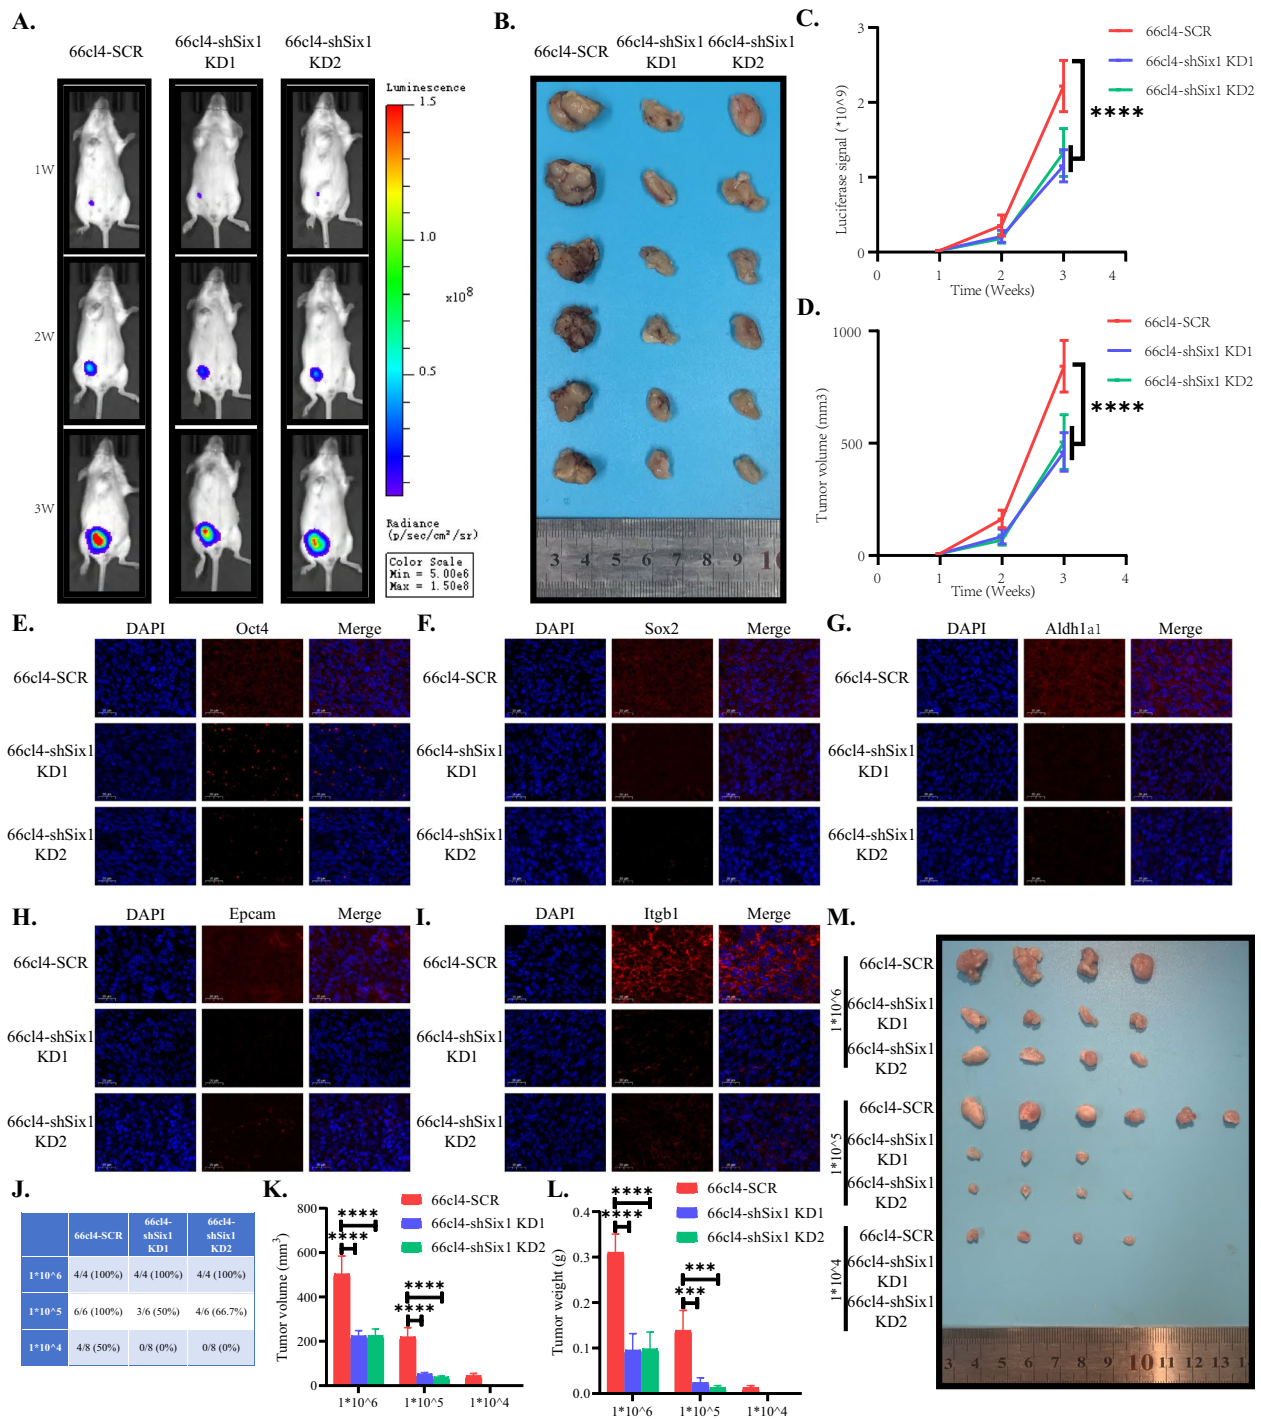 A.
66cl4-SCR
66cl4-shSix1
KD1
66cl4-shSix1
KD2
1W
2W
3W
Luminescence
1.5
1.0
x10⁸
0.5
Radiance
(p/sec/cm²/sr)
Color Scale
Min = 5.00e6
Max = 1.50e8
B.
66cl4-SCR
66cl4-shSix1
KD1
66cl4-shSix1
KD2
3 4 5 6 7 8 9
C.
66cl4-SCR
66cl4-shSix1 KD1
66cl4-shSix1 KD2
Luciferase signal (*10^9)
3
2
1
0
****
0 1 2 3 4
Time (Weeks)
D.
66cl4-SCR
66cl4-shSix1 KD1
66cl4-shSix1 KD2
Tumor volume (mm3)
1000
500
0
****
0 1 2 3 4
Time (Weeks)
E.
DAPI Oct4 Merge
66cl4-SCR
66cl4-shSix1
KD1
66cl4-shSix1
KD2
F.
DAPI Sox2 Merge
66cl4-SCR
66cl4-shSix1
KD1
66cl4-shSix1
KD2
G.
DAPI Aldh1a1 Merge
66cl4-SCR
66cl4-shSix1
KD1
66cl4-shSix1
KD2
H.
DAPI Epcam Merge
66cl4-SCR
66cl4-shSix1
KD1
66cl4-shSix1
KD2
I.
DAPI Itgb1 Merge
66cl4-SCR
66cl4-shSix1
KD1
66cl4-shSix1
KD2
J.
66cl4-SCR
66cl4-
shSix1
KD1
66cl4-
shSix1
KD2
1*10^6 4/4 (100%) 4/4 (100%) 4/4 (100%)
1*10^5 6/6 (100%) 3/6 (50%) 4/6 (66.7%)
1*10^4 4/8 (50%) 0/8 (0%) 0/8 (0%)
K.
66cl4-SCR
66cl4-shSix1 KD1
66cl4-shSix1 KD2
Tumor volume (mm³)
800
600
400
200
0
****
****
****
****
1*10^6 1*10^5 1*10^4
L.
66cl4-SCR
66cl4-shSix1 KD1
66cl4-shSix1 KD2
Tumor weight (g)
0.4
0.3
0.2
0.1
0.0
****
****
***
***
1*10^6 1*10^5 1*10^4
M.
1*10^6
66cl4-SCR
66cl4-shSix1
KD1
66cl4-shSix1
KD2
1*10^5
66cl4-SCR
66cl4-shSix1
KD1
66cl4-shSix1
KD2
1*10^4
66cl4-SCR
66cl4-shSix1
KD1
66cl4-shSix1
KD2
3 4 5 6 7 8 9 10 11 12 13